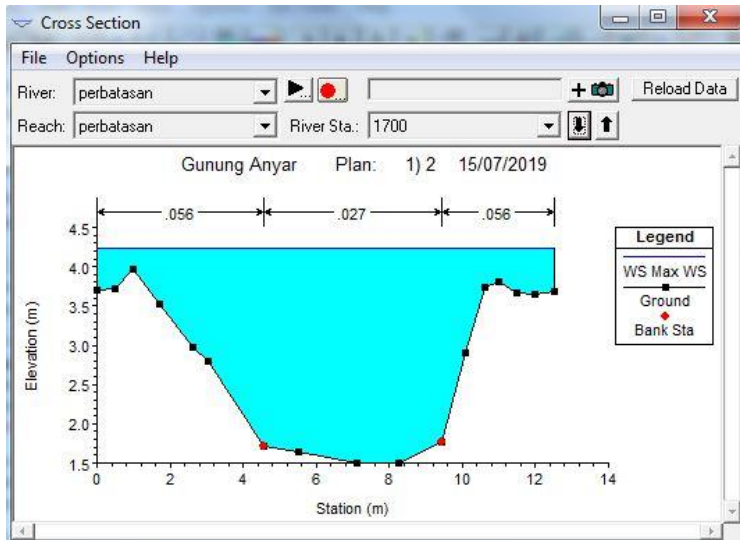 Cross Section
File Options Help
River: perbatasan
Reload Data
Reach: perbatasan River Sta.: 1700
Gunung Anyar Plan: 1) 2 15/07/2019
.056 .027 .056
4.5
4.0
3.5
3.0
2.5
2.0
1.5
Elevation (m)
0 2 4 6 8 10 12 14
Station (m)
Legend
WS Max WS
Ground
Bank Sta